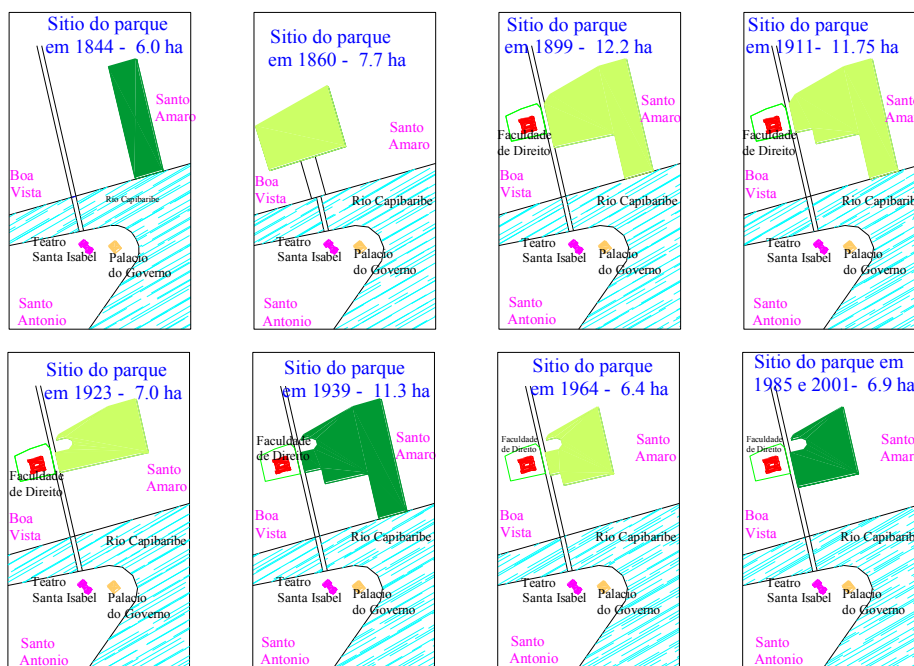 Sitio do parque
em 1844 - 6.0 ha
Santo
Amaro
Boa
Vista
Rio Capibaribe
Teatro
Santa Isabel
Palacio
do Governo
Santo
Antonio
Sitio do parque
em 1860 - 7.7 ha
Santo
Amaro
Boa
Vista
Rio Capibaribe
Teatro
Santa Isabel
Palacio
do Governo
Santo
Antonio
Sitio do parque
em 1899 - 12.2 ha
Santo
Amaro
Faculdade
de Direito
Boa
Vista
Rio Capibaribe
Teatro
Santa Isabel
Palacio
do Governo
Santo
Antonio
Sitio do parque
em 1911- 11.75 ha
Santo
Amaro
Faculdade
de Direito
Boa
Vista
Rio Capibaribe
Teatro
Santa Isabel
Palacio
do Governo
Santo
Antonio
Sitio do parque
em 1923 - 7.0 ha
Faculdade
de Direito
Santo
Amaro
Boa
Vista
Rio Capibaribe
Teatro
Santa Isabel
Palacio
do Governo
Santo
Antonio
Sitio do parque
em 1939 - 11.3 ha
Faculdade
de Direito
Santo
Amaro
Boa
Vista
Rio Capibaribe
Teatro
Santa Isabel
Palacio
do Governo
Santo
Antonio
Sitio do parque
em 1964 - 6.4 ha
Faculdade
de Direito
Santo
Amaro
Boa
Vista
Rio Capibaribe
Teatro
Santa Isabel
Palacio
do Governo
Santo
Antonio
Sitio do parque em
1985 e 2001- 6.9 ha
Faculdade
de Direito
Santo
Amaro
Boa
Vista
Rio Capibaribe
Teatro
Santa Isabel
Palacio
do Governo
Santo
Antonio